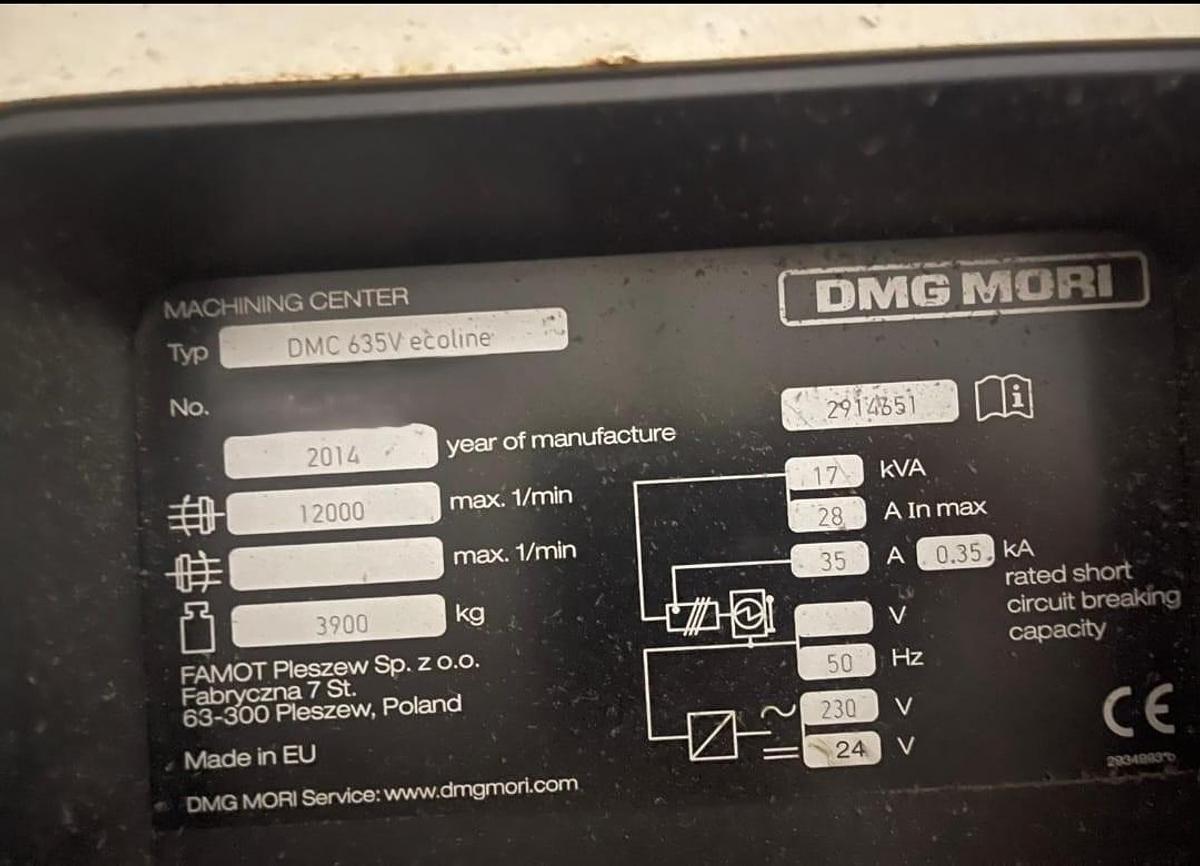 MACHINING CENTER
DMG MORI
Typ DMC 635V ecoline
No.
2914651
2014 year of manufacture
12000 max. 1/min
max. 1/min
3900 kg
17 kVA
28 A In max
35 A 0.35 kA
rated short
circuit breaking
capacity
V
50 Hz
230 V
24 V
FAMOT Pleszew Sp. z o.o.
Fabryczna 7 St.
63-300 Pleszew, Poland
Made in EU
DMG MORI Service: www.dmgmori.com
CE